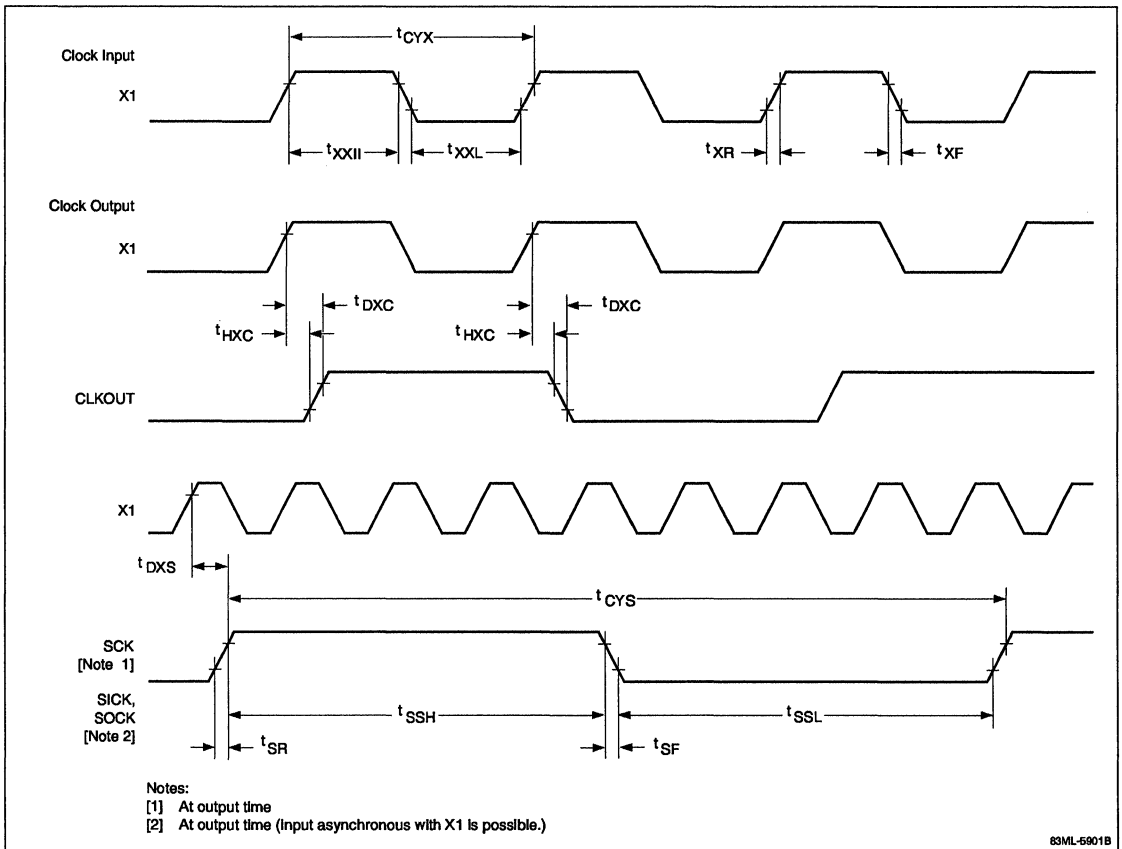 Clock Input
tCYX
X1
tXXII
tXXL
tXR
tXF
Clock Output
X1
tDXC
tDXC
tHXC
tHXC
CLKOUT
X1
tDXS
tCYS
SCK
[Note 1]
SICK,
SOCK
[Note 2]
tSSH
tSSL
tSR
tSF
Notes:
[1] At output time
[2] At output time (Input asynchronous with X1 is possible.)
83ML-5901B